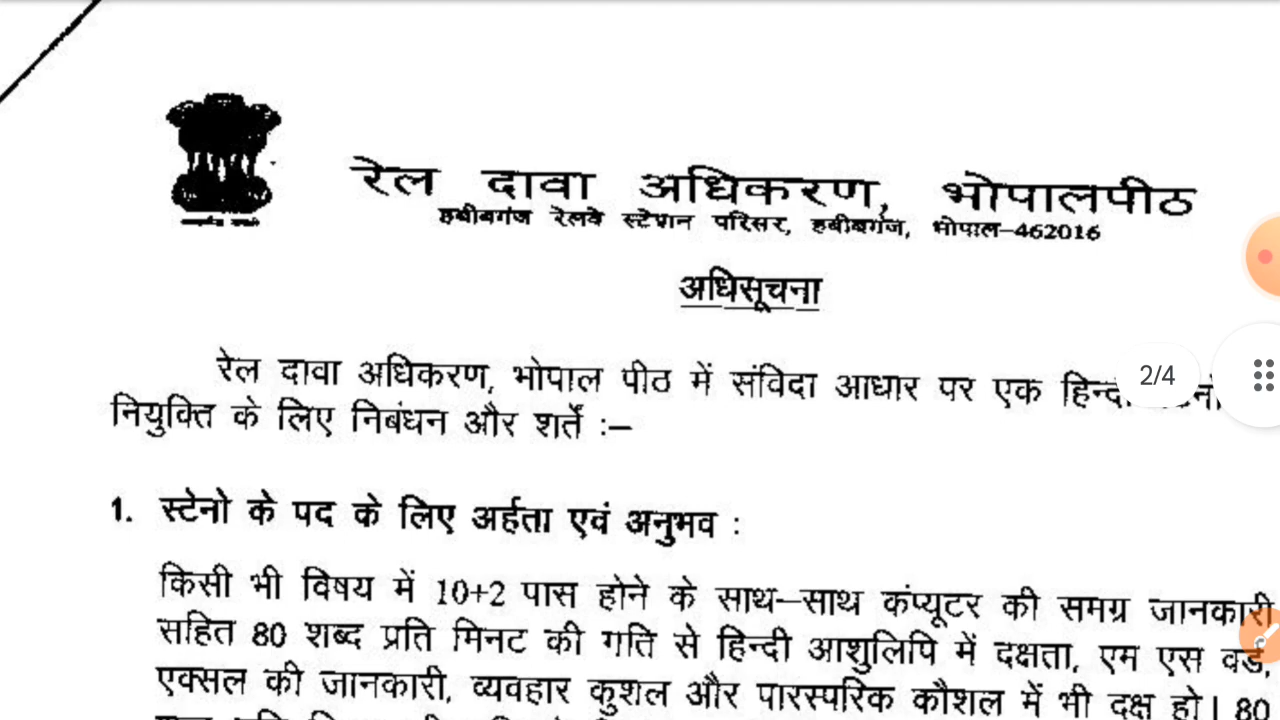 रेल दावा अधिकरण, भोपालपीठ
हबीबगंज रेलवे स्टेशन परिसर, हबीबगंज, भोपाल–462016
अधिसूचना
रेल दावा अधिकरण, भोपाल पीठ में संविदा आधार पर एक
2/4
नियुक्ति के लिए निबंधन और शर्तें :–
1. स्टेनो के पद के लिए अर्हता एवं अनुभव :
किसी भी विषय में 10+2 पास होने के साथ–साथ कंप्यूटर की समग्र जानकारी
सहित 80 शब्द प्रति मिनट की गति से हिन्दी आशुलिपि में दक्षता, एम एस वर्ड,
एक्सल की जानकारी, व्यवहार कुशल और पारस्परिक कौशल में भी दक्ष हो। 80